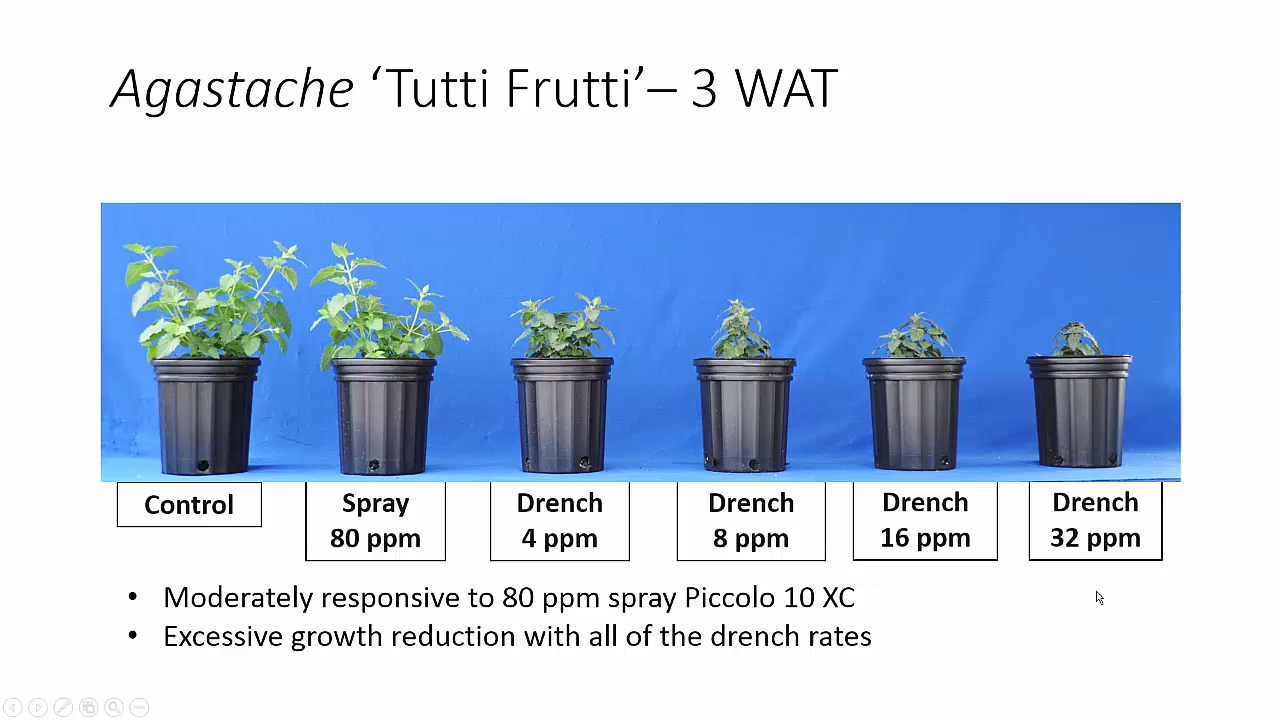 Agastache ‘Tutti Frutti’– 3 WAT
Control
Spray
80 ppm
Drench
4 ppm
Drench
8 ppm
Drench
16 ppm
Drench
32 ppm
• Moderately responsive to 80 ppm spray Piccolo 10 XC
• Excessive growth reduction with all of the drench rates